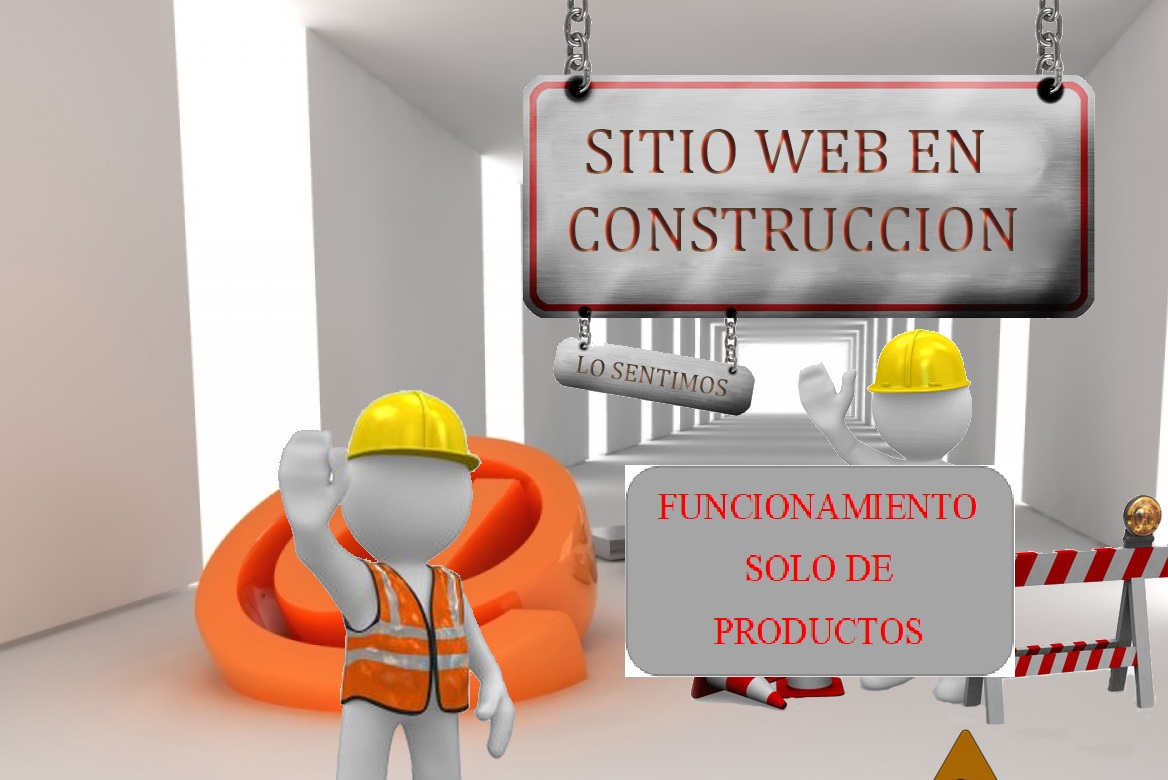 SITIO WEB EN
CONSTRUCCION
LO SENTIMOS
FUNCIONAMIENTO
SOLO DE
PRODUCTOS